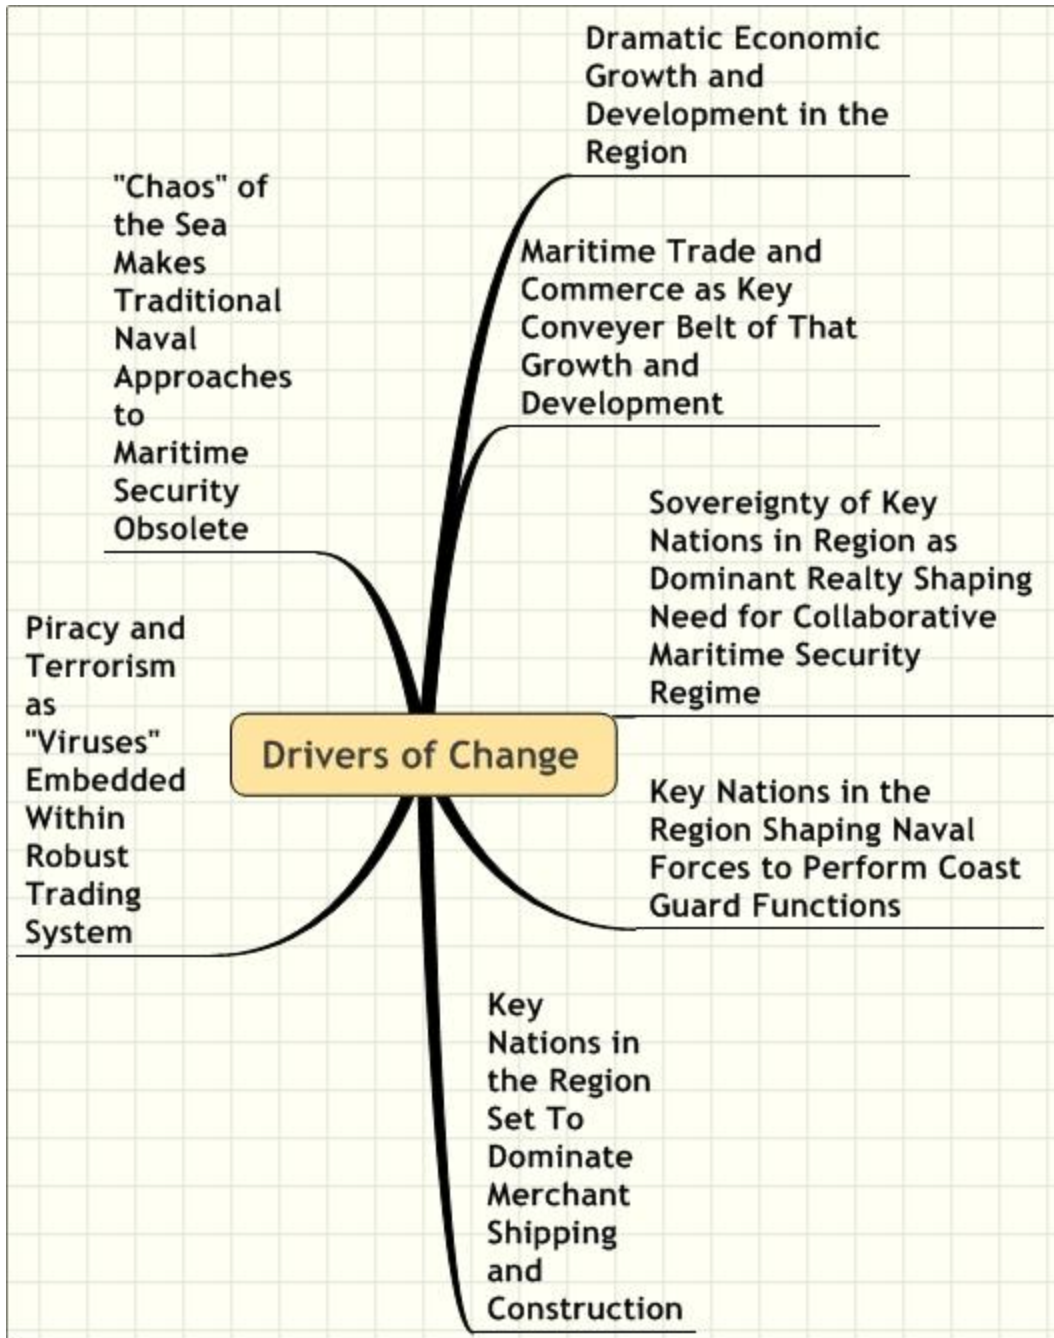 Dramatic Economic
Growth and
Development in the
Region
"Chaos" of
the Sea
Makes
Traditional
Naval
Approaches
to
Maritime
Security
Obsolete
Maritime Trade and
Commerce as Key
Conveyer Belt of That
Growth and
Development
Sovereignty of Key
Nations in Region as
Dominant Realty Shaping
Need for Collaborative
Maritime Security
Regime
Piracy and
Terrorism
as
"Viruses"
Embedded
Within
Robust
Trading
System
Drivers of Change
Key Nations in the
Region Shaping Naval
Forces to Perform Coast
Guard Functions
Key
Nations in
the Region
Set To
Dominate
Merchant
Shipping
and
Construction